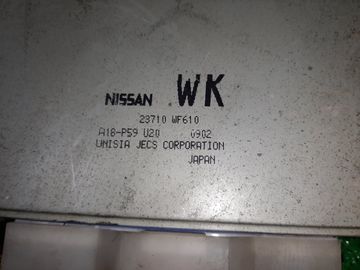 NISSAN WK
23710 WF610
A18-P59 U20 0902
UNISIA JECS CORPORATION
JAPAN